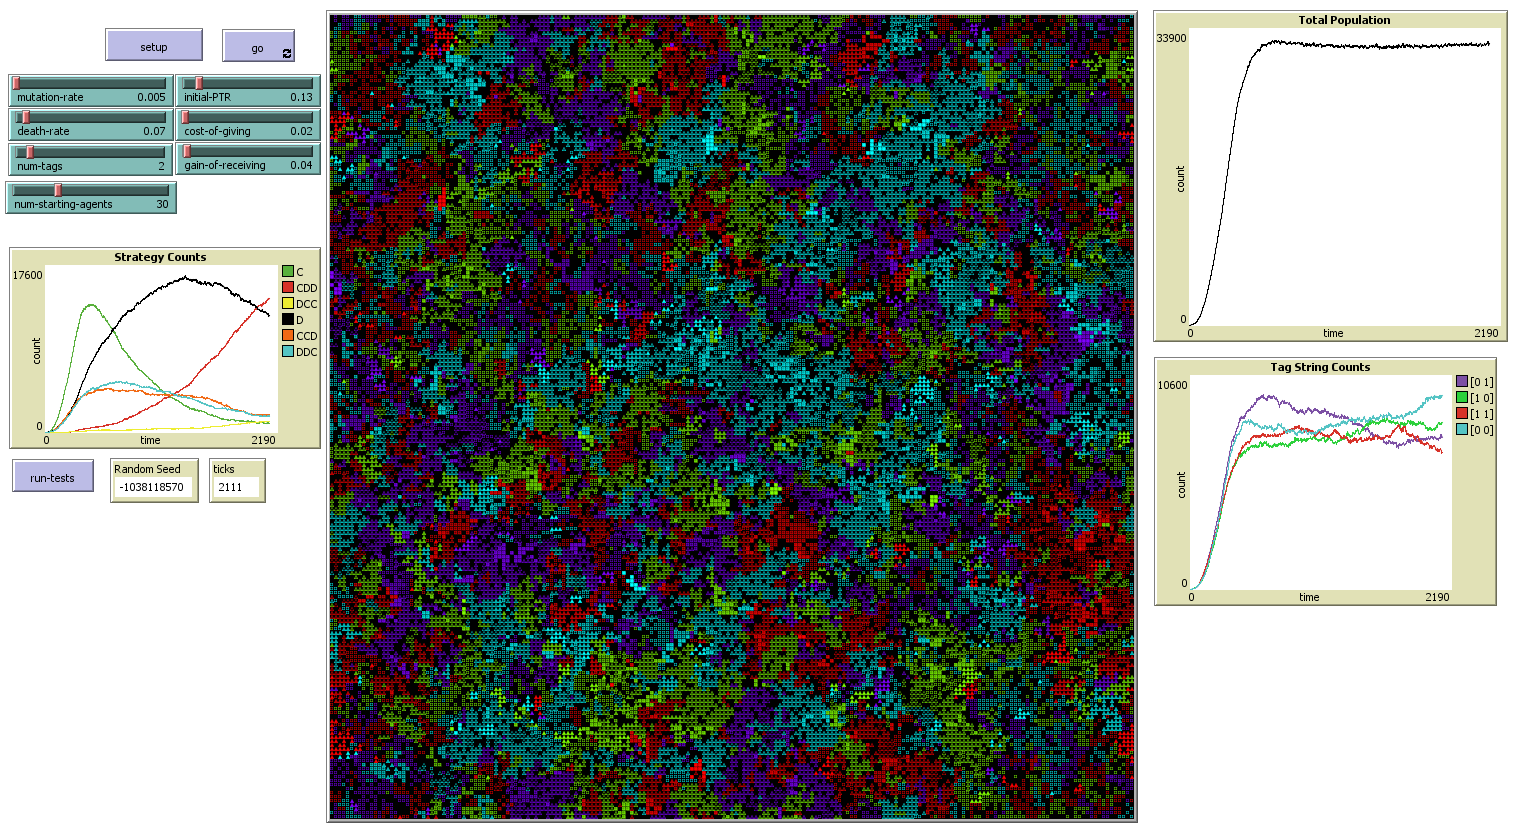 setup
go
mutation-rate 0.005
initial-PTR 0.13
death-rate 0.07
cost-of-giving 0.02
num-tags 2
gain-of-receiving 0.04
num-starting-agents 30
Strategy Counts
17600
count
0
0
time
2190
C
CDD
DCC
D
CCD
DDC
run-tests
Random Seed
-1038118570
ticks
2111
Total Population
33900
count
0
0
time
2190
Tag String Counts
10600
count
0
0
time
2190
[0 1]
[1 0]
[1 1]
[0 0]